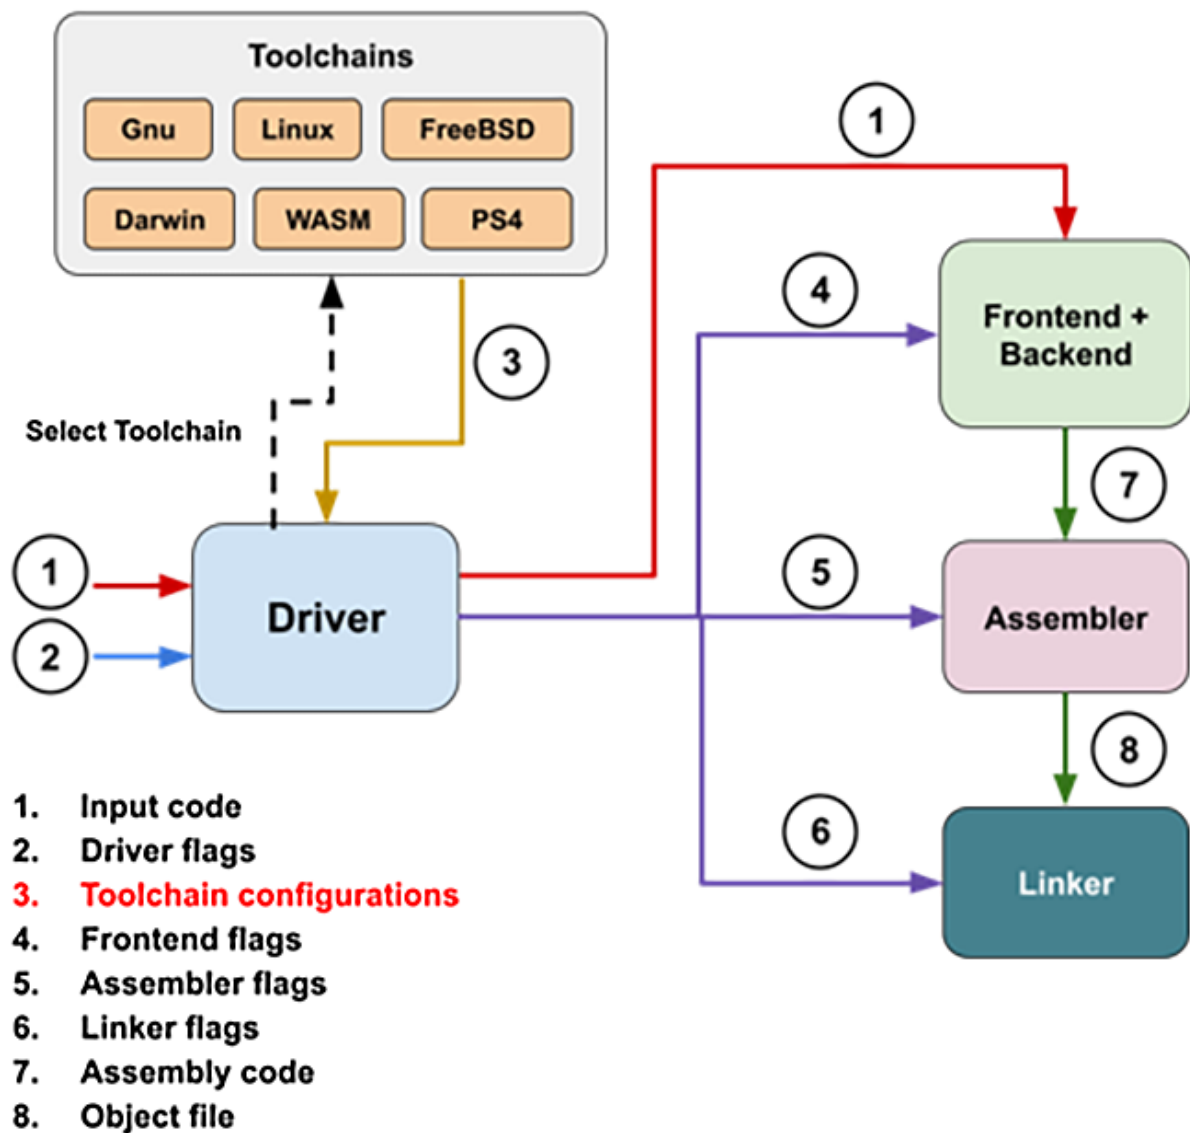 Toolchains
Gnu Linux FreeBSD
Darwin WASM PS4
1
4
Frontend +
Backend
3
Select Toolchain
7
1
5
Driver
Assembler
2
8
6
Linker
1. Input code
2. Driver flags
3. Toolchain configurations
4. Frontend flags
5. Assembler flags
6. Linker flags
7. Assembly code
8. Object file